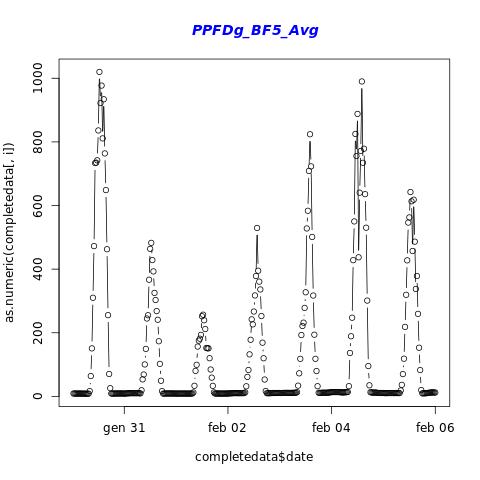 PPFDg_BF5_Avg
as.numeric(completedata[, i])
1000
800
600
400
200
0
gen 31
feb 02
feb 04
feb 06
completedata$date